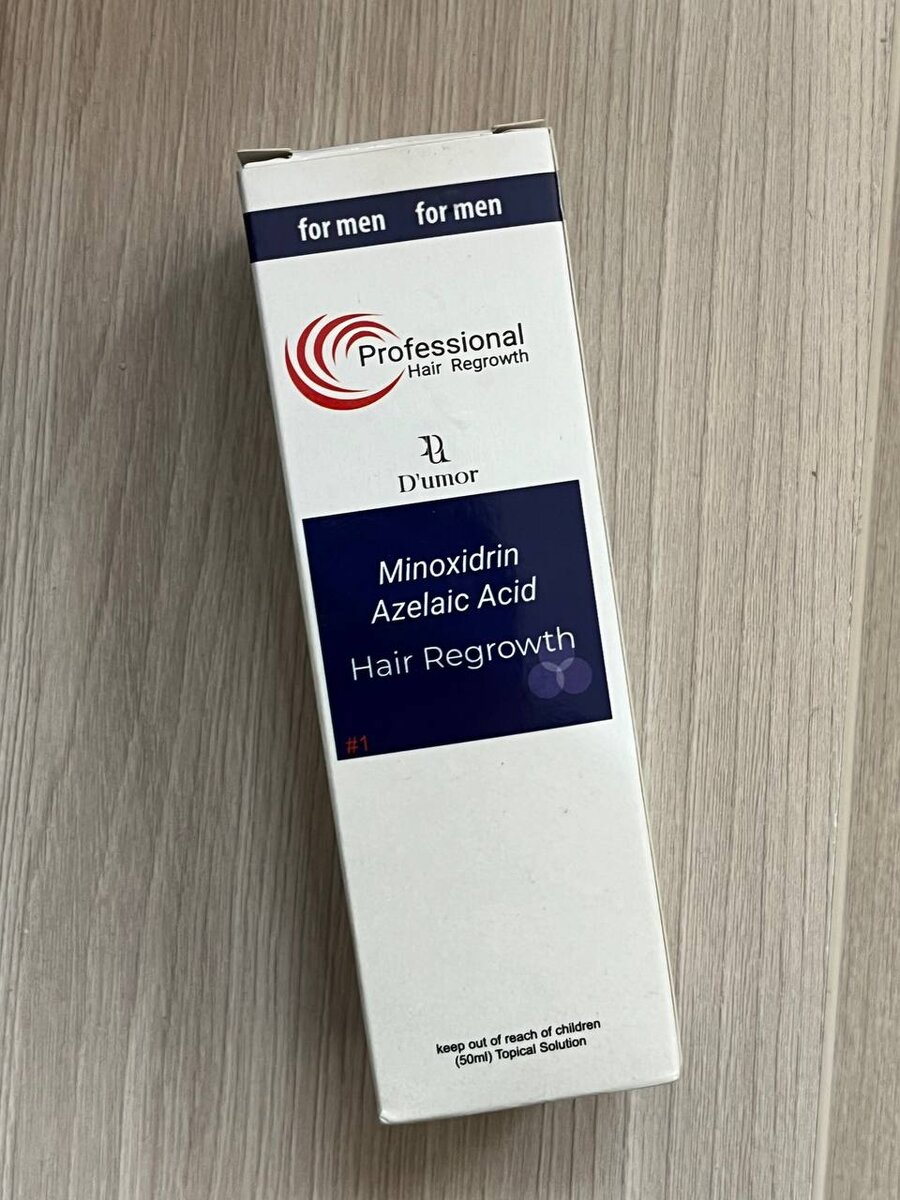 for men for men
Professional
Hair Regrowth
D'umor
Minoxidrin
Azelaic Acid
Hair Regrowth
#1
keep out of reach of children
(50ml) Topical Solution